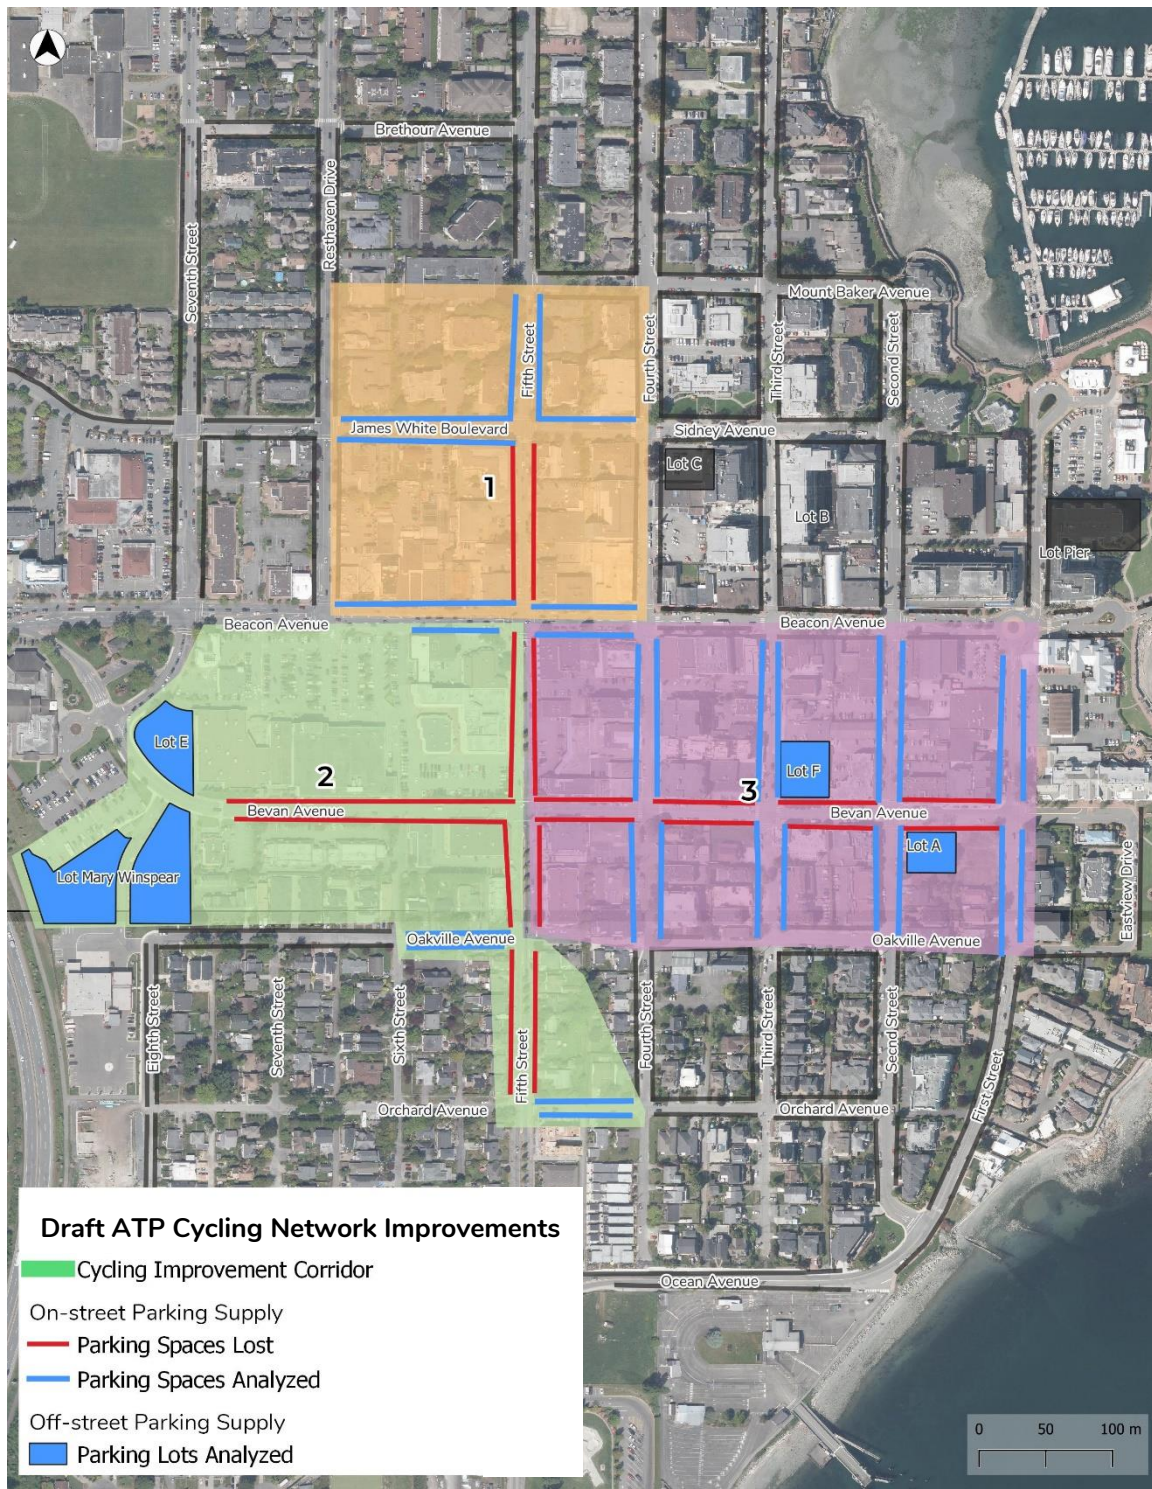 Brethour Avenue
Resthaven Drive
Seventh Street
Mount Baker Avenue
Fifth Street
Fourth Street
Third Street
Second Street
James White Boulevard
Sidney Avenue
Lot C
1
Lot B
Lot Pier
Beacon Avenue
Beacon Avenue
Lot E
2
Lot F
3
Bevan Avenue
Bevan Avenue
Lot A
Lot Mary Winspear
Eastview Drive
Oakville Avenue
Oakville Avenue
Eighth Street
Seventh Street
Sixth Street
Fifth Street
Fourth Street
Third Street
Secnd Street
First Street
Orchard Avenue
Orchard Avenue
Ocean Avenue
Draft ATP Cycling Network Improvements
Cycling Improvement Corridor
On-street Parking Supply
Parking Spaces Lost
Parking Spaces Analyzed
Off-street Parking Supply
Parking Lots Analyzed
0 50 100 m